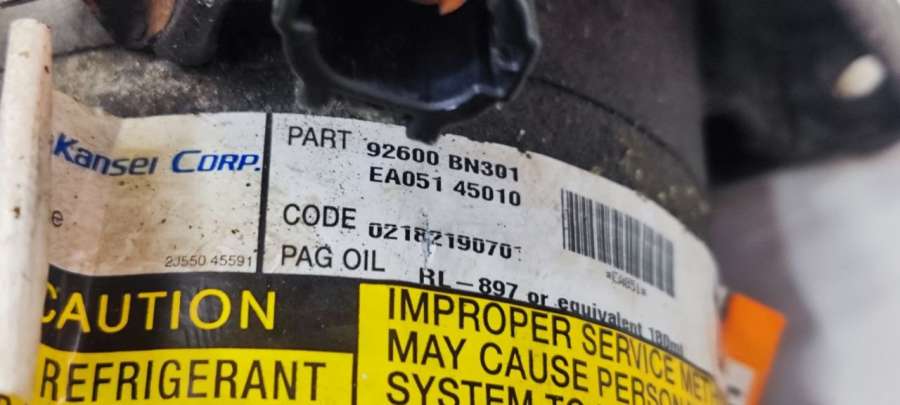 Kansei CORP.
e
2J550 45591
PART 92600 BN301
EA051 45010
CODE 0218219070
PAG OIL RL-897 or equivalent 180ml
*EA051*
CAUTION
REFRIGERANT
IMPROPER SERVICE
MAY CAUSE
SYSTEM